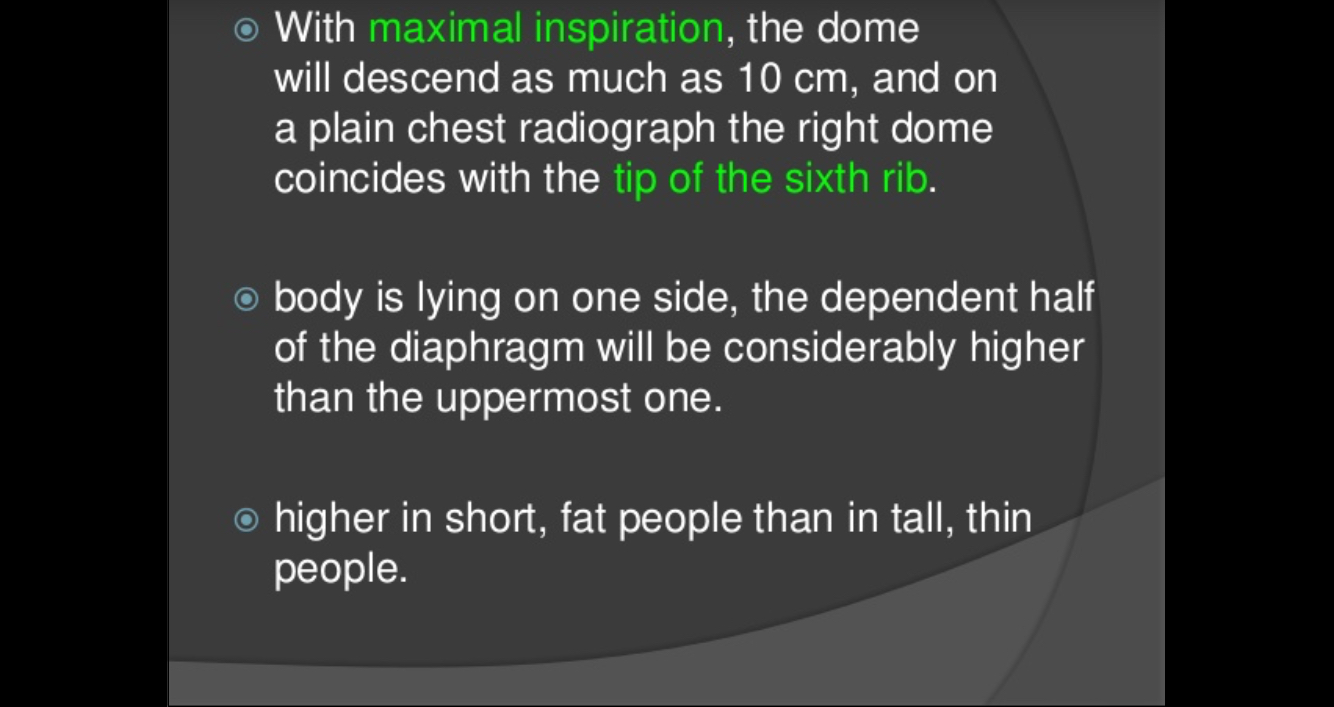 With maximal inspiration, the dome
will descend as much as 10 cm, and on
a plain chest radiograph the right dome
coincides with the tip of the sixth rib.
body is lying on one side, the dependent half
of the diaphragm will be considerably higher
than the uppermost one.
higher in short, fat people than in tall, thin
people.